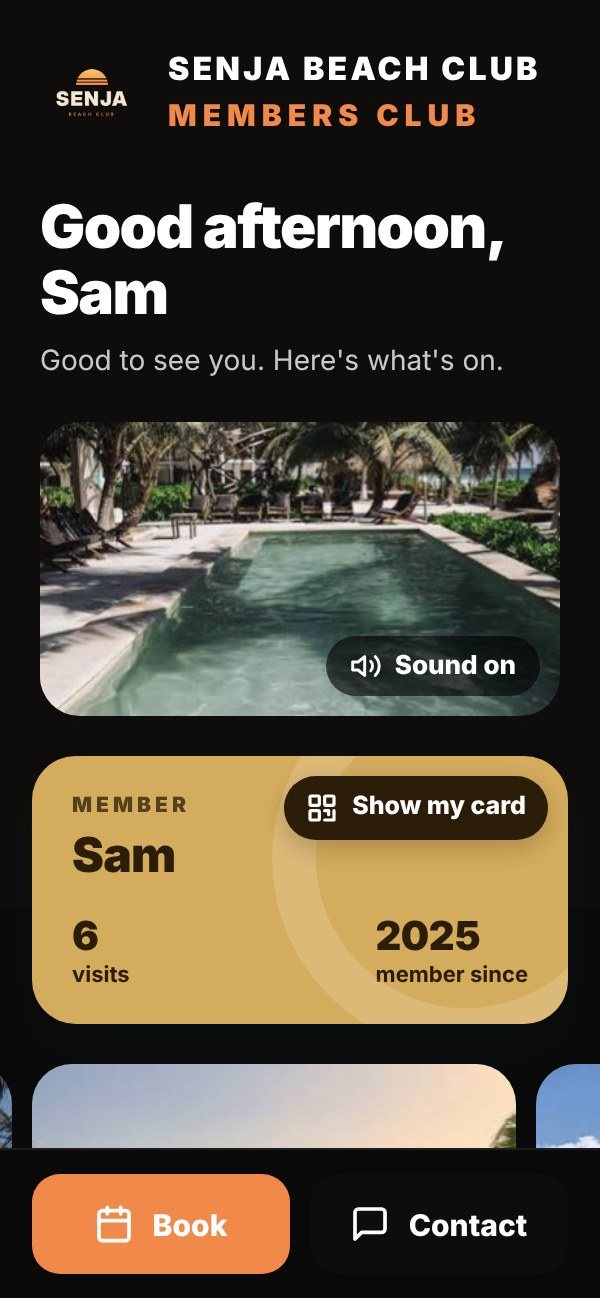 SENJA
BEACH CLUB
SENJA BEACH CLUB
MEMBERS CLUB
Good afternoon,
Sam
Good to see you. Here's what's on.
Sound on
MEMBER
Show my card
Sam
6
2025
visits
member since
Book
Contact